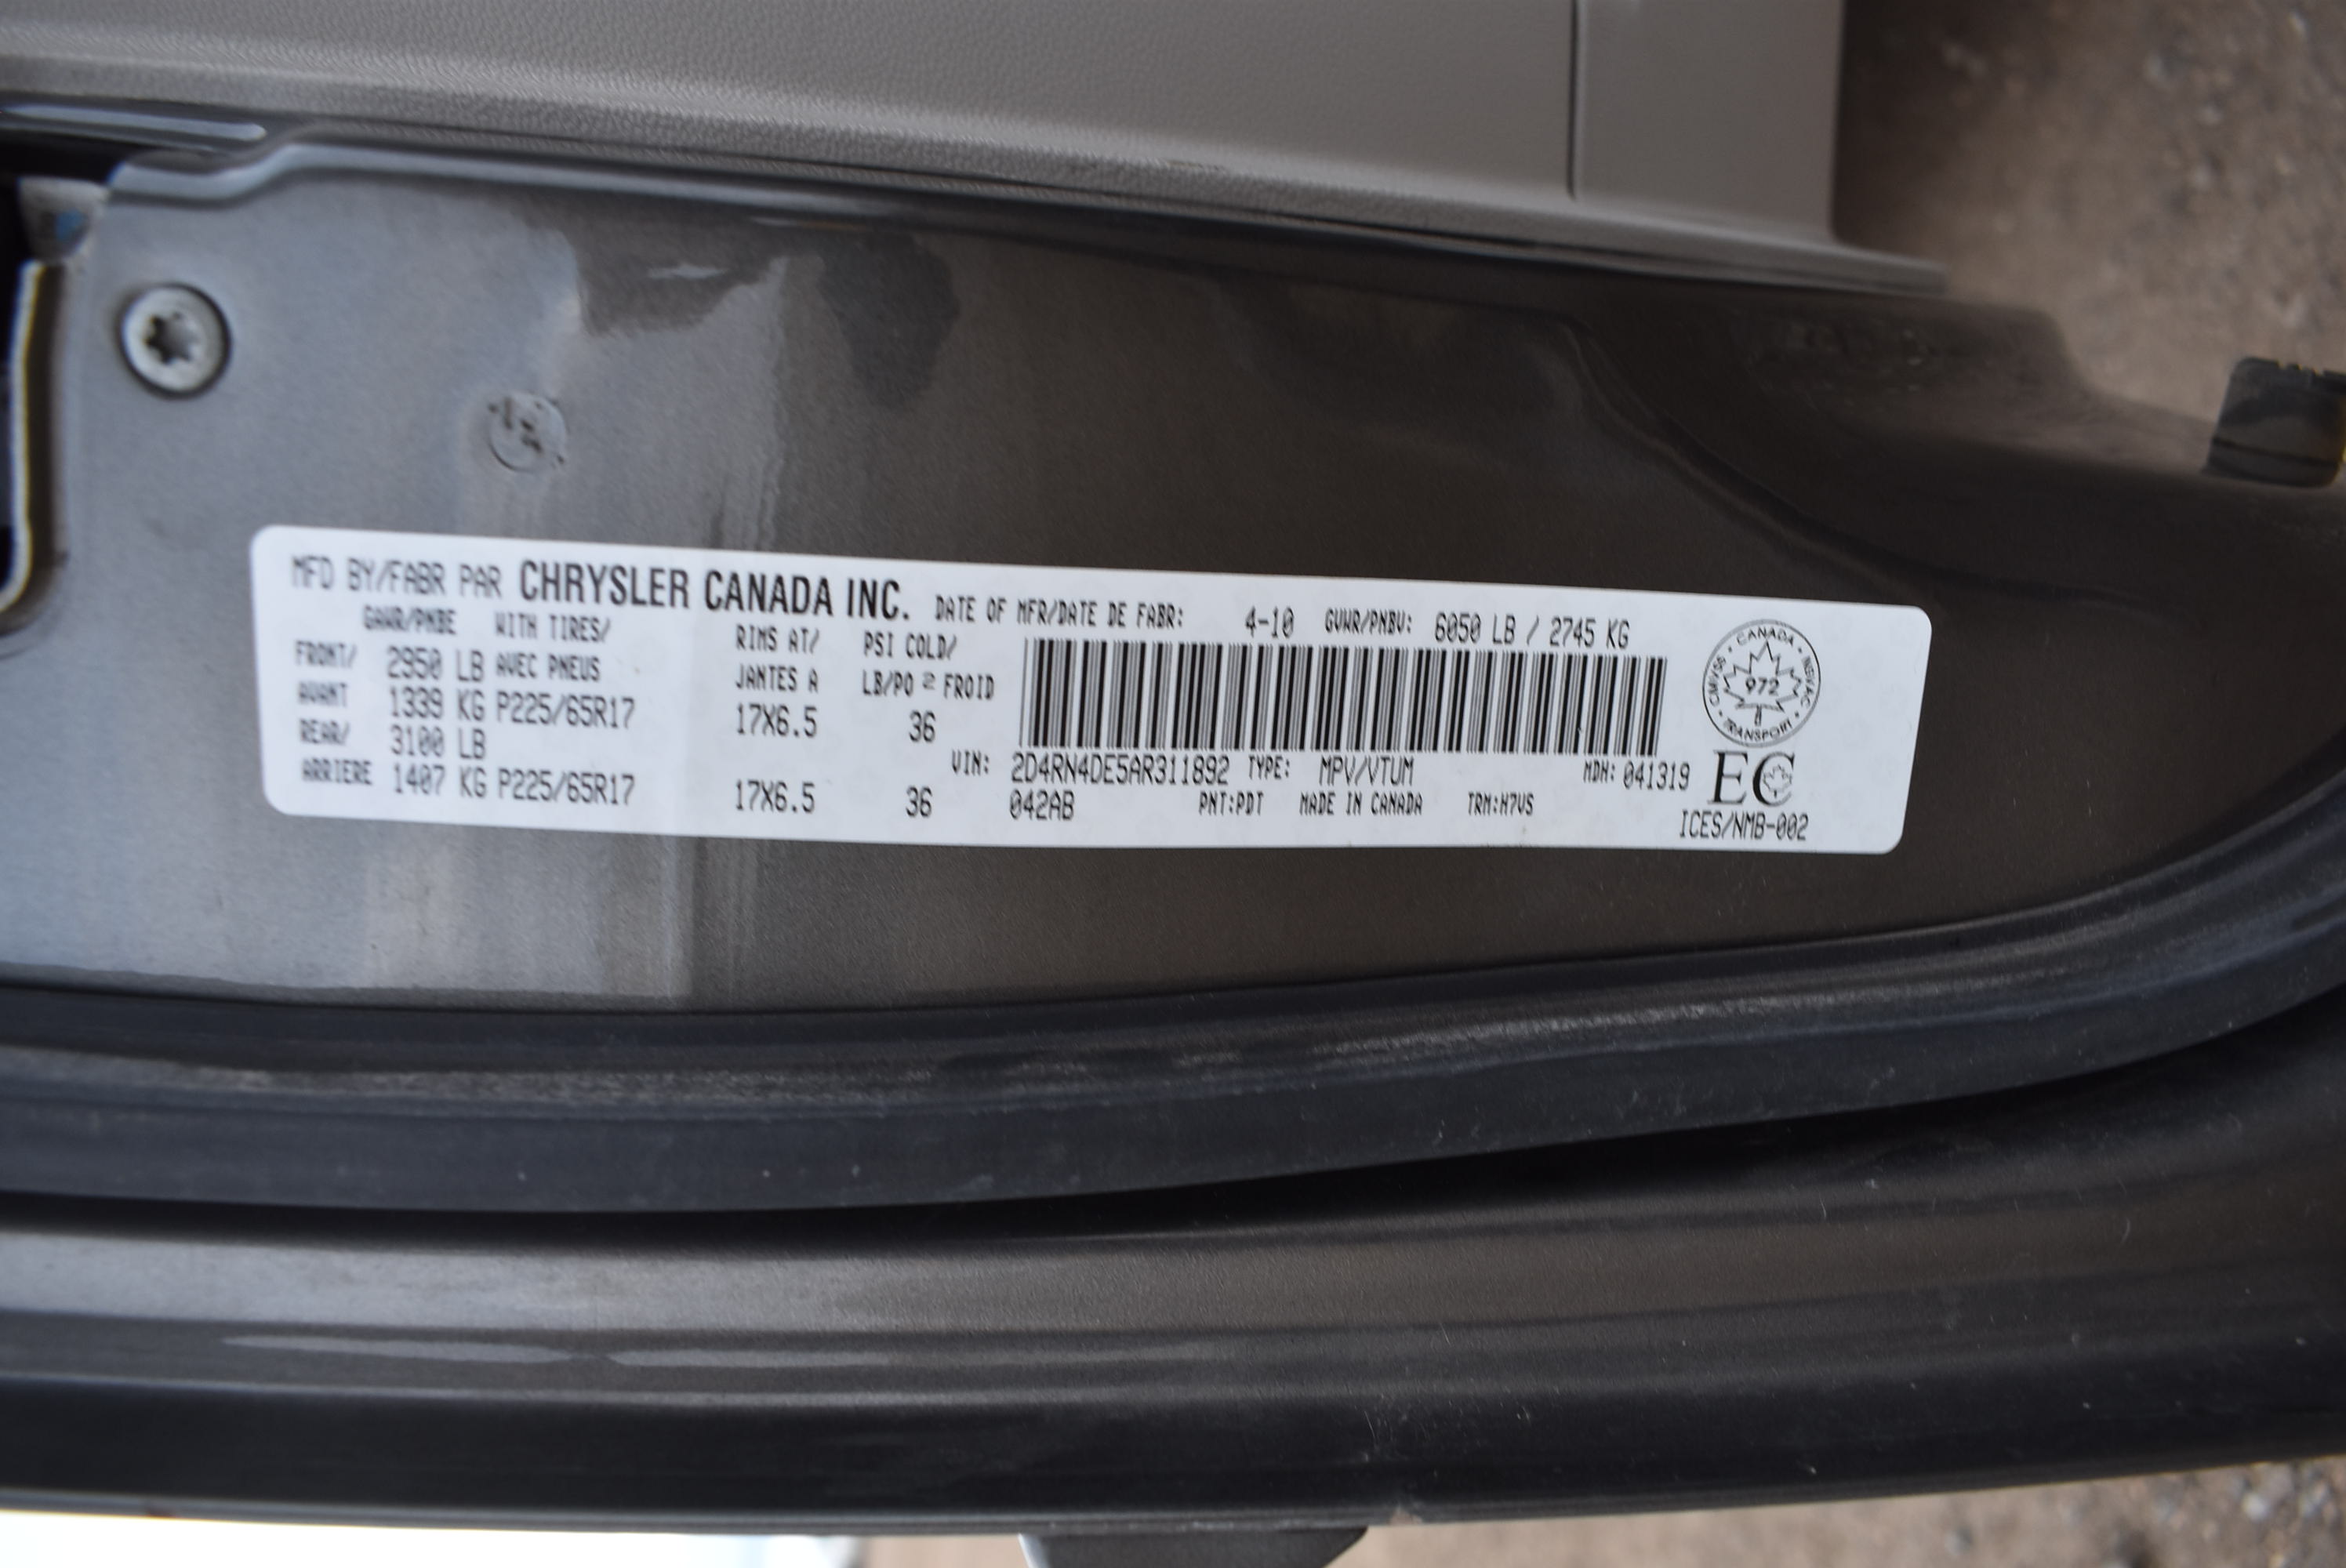 MFD BY/FABR PAR CHRYSLER CANADA INC. DATE OF MFR/DATE DE FABR: 4-10 GVWR/PNBV: 6050 LB / 2745 KG
GAWR/PNBE WITH TIRES/ RIMS AT/ PSI COLD/
FRONT/ 2950 LB AVEC PNEUS JANTES A LB/PO² FROID
AVANT 1339 KG P225/65R17 17X6.5 36
REAR/ 3100 LB
ARRIERE 1407 KG P225/65R17 17X6.5 36
VIN: 2D4RN4DE5AR311892 TYPE: MPV/VTUM MDH: 041319
042AB PNT:PDT MADE IN CANADA TRM:H7VS
CANADA
CMVSS 972 NSVAC
TRANSPORT
EC
ICES/NMB-002